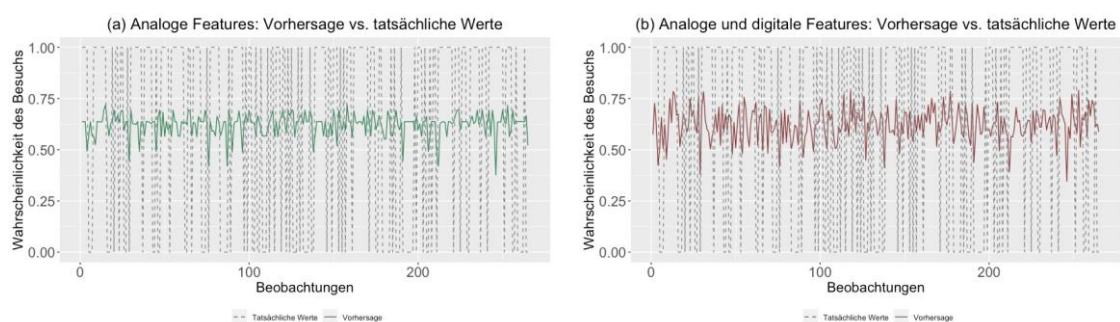 (a) Analoge Features: Vorhersage vs. tatsächliche Werte
Wahrscheinlichkeit des Besuchs
1.00
0.75
0.50
0.25
0.00
0
100
200
Beobachtungen
Tatsächliche Werte
Vorhersage
(b) Analoge und digitale Features: Vorhersage vs. tatsächliche Werte
Wahrscheinlichkeit des Besuchs
1.00
0.75
0.50
0.25
0.00
0
100
200
Beobachtungen
Tatsächliche Werte
Vorhersage